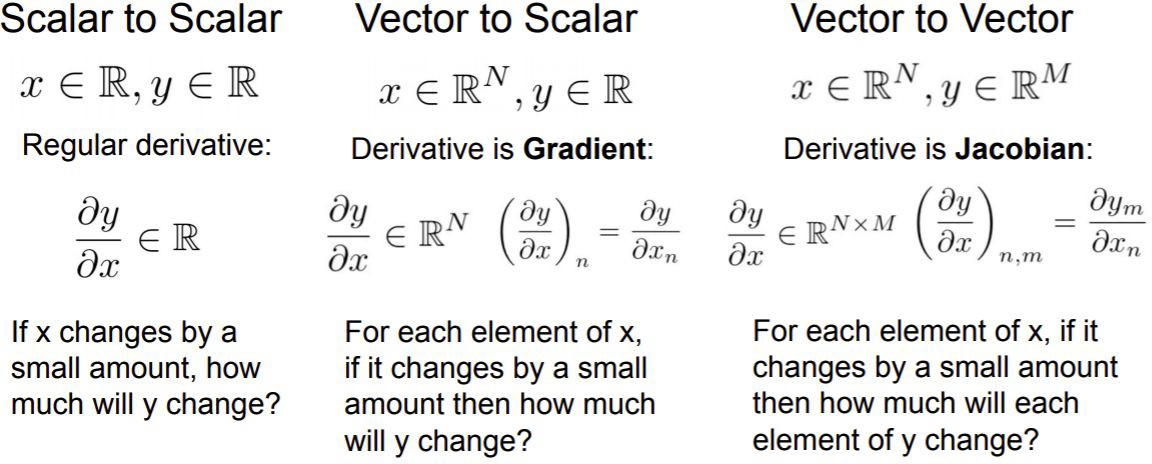 Scalar to Scalar
x ∈ ℝ, y ∈ ℝ
Regular derivative:
∂y/∂x ∈ ℝ
If x changes by a
small amount, how
much will y change?
Vector to Scalar
x ∈ ℝ^N, y ∈ ℝ
Derivative is Gradient:
∂y/∂x ∈ ℝ^N (∂y/∂x)_n = ∂y/∂x_n
For each element of x,
if it changes by a small
amount then how much
will y change?
Vector to Vector
x ∈ ℝ^N, y ∈ ℝ^M
Derivative is Jacobian:
∂y/∂x ∈ ℝ^{N×M} (∂y/∂x)_{n,m} = ∂y_m/∂x_n
For each element of x, if it
changes by a small amount
then how much will each
element of y change?